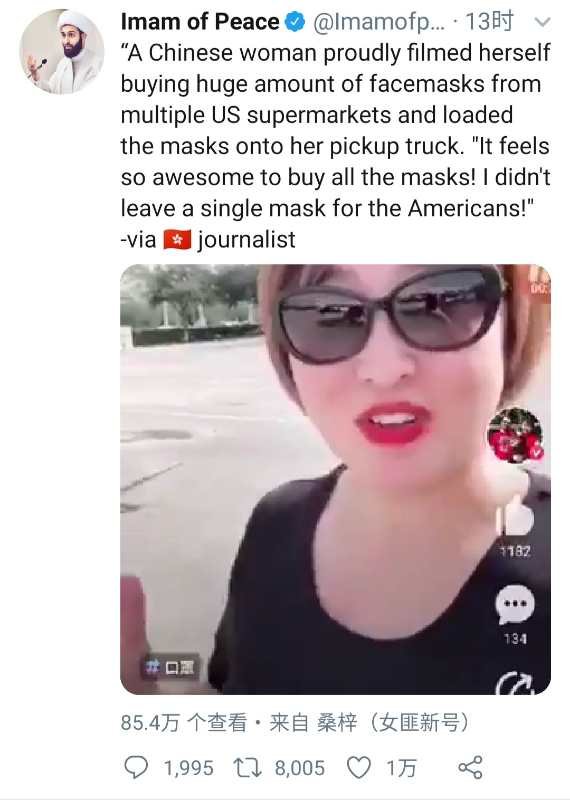 Imam of Peace @Imamofp... · 13时
“A Chinese woman proudly filmed herself
buying huge amount of facemasks from
multiple US supermarkets and loaded
the masks onto her pickup truck. "It feels
so awesome to buy all the masks! I didn't
leave a single mask for the Americans!"
-via 🇭🇰 journalist
00:
1182
134
# 口罩
85.4万 个查看 · 来自 桑梓（女匪新号）
1,995 8,005 1万